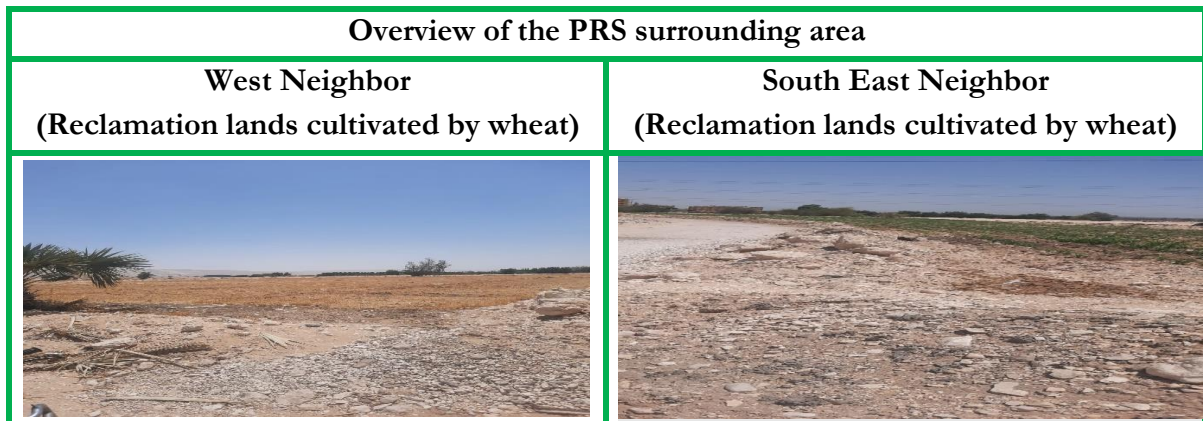 Overview of the PRS surrounding area
West Neighbor
(Reclamation lands cultivated by wheat)
South East Neighbor
(Reclamation lands cultivated by wheat)